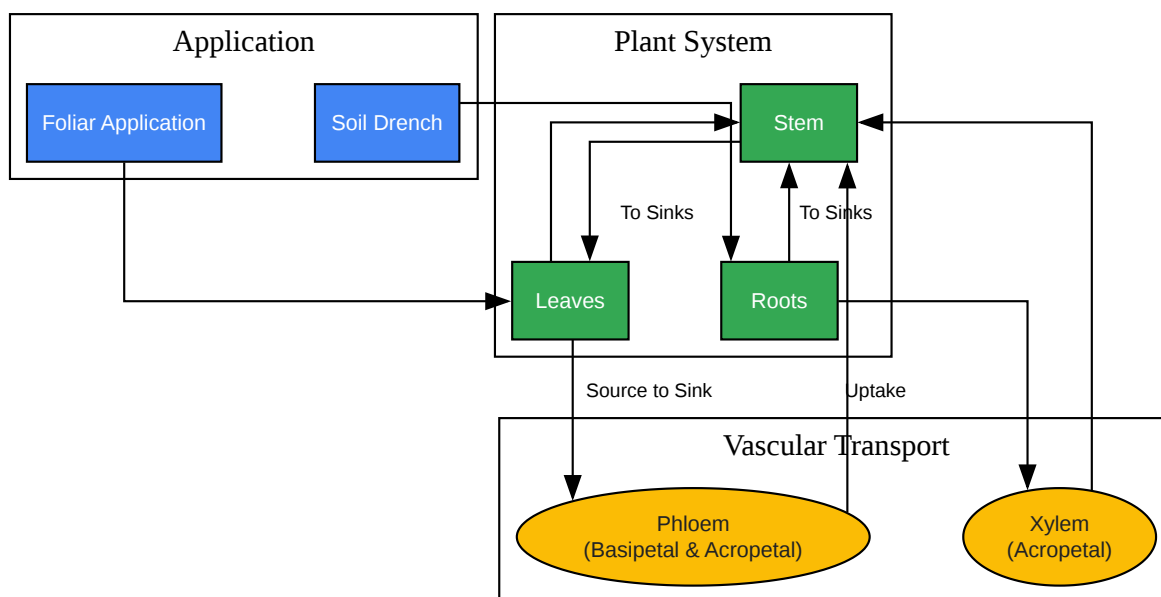 Application
Plant System
Foliar Application
Soil Drench
Stem
To Sinks
To Sinks
Leaves
Roots
Source to Sink
Uptake
Vascular Transport
Phloem
(Basipetal & Acropetal)
Xylem
(Acropetal)